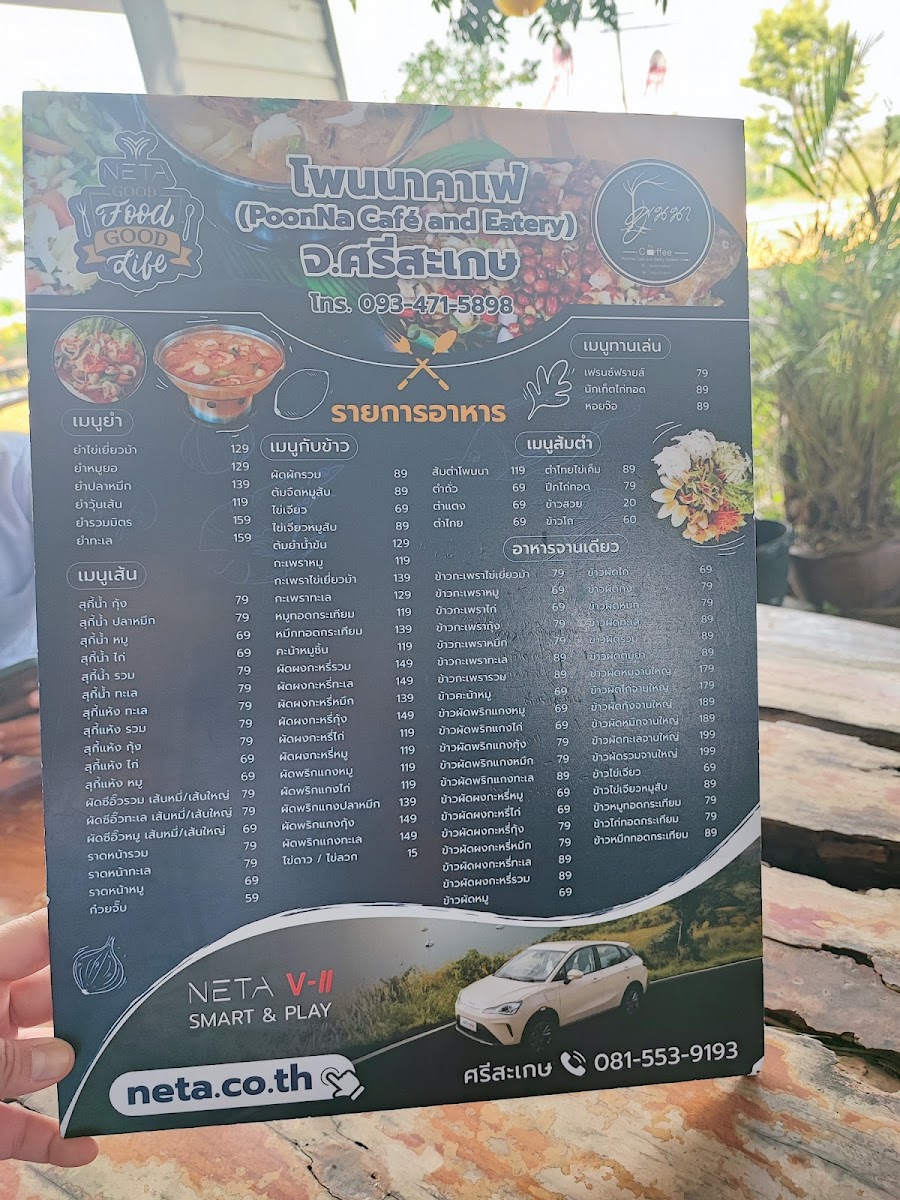 NETA
GOOD
Food
GOOD
Life
โพนนาคาเฟ่
(PoonNa Café and Eatery)
จ.ศรีสะเกษ
โทร. 093-471-5898
Coffee
รายการอาหาร
เมนูทานเล่น
เฟรนซ์ฟรายส์ 79
นักเก็ตไก่ทอด 89
หอยจ๊อ 89
เมนูยำ
ยำไข่เยี่ยวม้า 129
ยำหมูยอ 129
ยำปลาหมึก 139
ยำวุ้นเส้น 119
ยำรวมมิตร 159
ยำทะเล 159
เมนูเส้น
สุกี้น้ำ กุ้ง 79
สุกี้น้ำ ปลาหมึก 79
สุกี้น้ำ หมู 69
สุกี้น้ำ ไก่ 69
สุกี้น้ำ รวม 79
สุกี้น้ำ ทะเล 79
สุกี้แห้ง ทะเล 79
สุกี้แห้ง รวม 79
สุกี้แห้ง กุ้ง 79
สุกี้แห้ง ไก่ 69
สุกี้แห้ง หมู 69
ผัดซีอิ๊วรวม เส้นหมี่/เส้นใหญ่ 79
ผัดซีอิ๊วทะเล เส้นหมี่/เส้นใหญ่ 79
ผัดซีอิ๊วหมู เส้นหมี่/เส้นใหญ่ 69
ราดหน้ารวม 79
ราดหน้าทะเล 79
ราดหน้าหมู 69
ก๋วยจั๊บ 59
เมนูกับข้าว
ผัดผักรวม 89
ต้มจืดหมูสับ 89
ไข่เจียว 69
ไข่เจียวหมูสับ 89
ต้มยำน้ำข้น 129
กะเพราหมู 119
กะเพราไข่เยี่ยวม้า 139
กะเพราทะเล 129
หมูทอดกระเทียม 119
หมึกทอดกระเทียม 139
คะน้าหมูชิ้น 119
ผัดผงกะหรี่รวม 149
ผัดผงกะหรี่ทะเล 149
ผัดผงกะหรี่หมึก 139
ผัดผงกะหรี่กุ้ง 149
ผัดผงกะหรี่ไก่ 119
ผัดผงกะหรี่หมู 119
ผัดพริกแกงหมู 119
ผัดพริกแกงไก่ 119
ผัดพริกแกงปลาหมึก 139
ผัดพริกแกงกุ้ง 149
ผัดพริกแกงทะเล 149
ไข่ดาว / ไข่ลวก 15
เมนูส้มตำ
ส้มตำโพนนา 119
ตำถั่ว 69
ตำแตง 69
ตำไทย 69
ตำไทยไข่เค็ม 89
ปีกไก่ทอด 79
ข้าวสวย 20
ข้าวโถ 60
อาหารจานเดียว
ข้าวกะเพราไข่เยี่ยวม้า 79
ข้าวกะเพราหมู 69
ข้าวกะเพราไก่ 69
ข้าวกะเพรากุ้ง 79
ข้าวกะเพราหมึก 79
ข้าวกะเพราทะเล 89
ข้าวกะเพรารวม 89
ข้าวคะน้าหมู 69
ข้าวผัดพริกแกงหมู 69
ข้าวผัดพริกแกงไก่ 69
ข้าวผัดพริกแกงกุ้ง 79
ข้าวผัดพริกแกงหมึก 79
ข้าวผัดพริกแกงทะเล 89
ข้าวผัดผงกะหรี่หมู 69
ข้าวผัดผงกะหรี่ไก่ 69
ข้าวผัดผงกะหรี่กุ้ง 79
ข้าวผัดผงกะหรี่หมึก 79
ข้าวผัดผงกะหรี่ทะเล 89
ข้าวผัดผงกะหรี่รวม 89
ข้าวผัดหมู 69
ข้าวผัดไก่ 69
ข้าวผัดกุ้ง 79
ข้าวผัดหมึก 79
ข้าวผัดทะเล 89
ข้าวผัดรวม 89
ข้าวผัดต้มยำ 89
ข้าวผัดหมูจานใหญ่ 179
ข้าวผัดไก่จานใหญ่ 179
ข้าวผัดกุ้งจานใหญ่ 189
ข้าวผัดหมึกจานใหญ่ 189
ข้าวผัดทะเลจานใหญ่ 199
ข้าวผัดรวมจานใหญ่ 199
ข้าวไข่เจียว 69
ข้าวไข่เจียวหมูสับ 89
ข้าวหมูทอดกระเทียม 79
ข้าวไก่ทอดกระเทียม 79
ข้าวหมึกทอดกระเทียม 89
NETA V-II
SMART & PLAY
neta.co.th
ศรีสะเกษ 081-553-9193